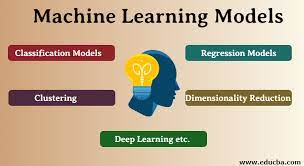 Machine Learning Models
Classification Models
Regression Models
Clustering
Dimensionality Reduction
Deep Learning etc.
www.educba.com